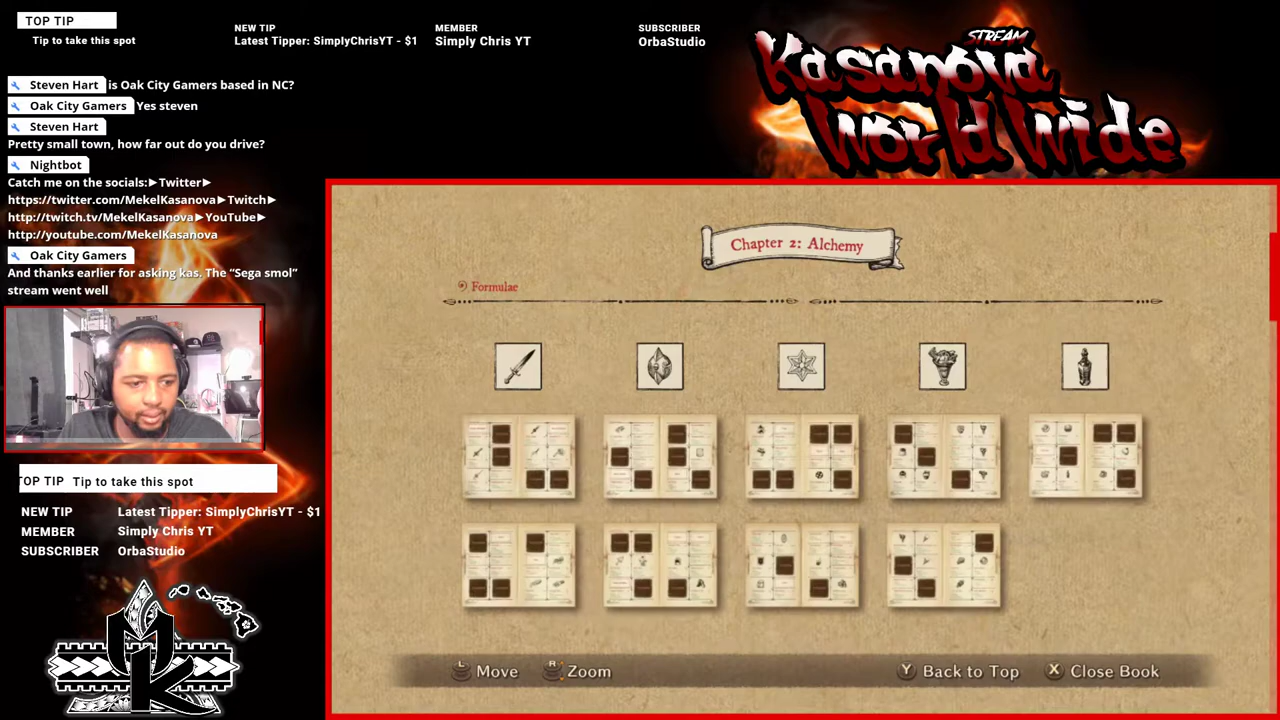 TOP TIP
Tip to take this spot
NEW TIP
Latest Tipper: SimplyChrisYT - $1
MEMBER
Simply Chris YT
SUBSCRIBER
OrbaStudio
STREAM
Kasanova
World Wide
Steven Hart is Oak City Gamers based in NC?
Oak City Gamers Yes steven
Steven Hart
Pretty small town, how far out do you drive?
Nightbot
Catch me on the socials:►Twitter►
https://twitter.com/MekelKasanova►Twitch►
http://twitch.tv/MekelKasanova►YouTube►
http://youtube.com/MekelKasanova
Oak City Gamers
And thanks earlier for asking kas. The “Sega smol”
stream went well
TOP TIP Tip to take this spot
NEW TIP Latest Tipper: SimplyChrisYT - $1
MEMBER Simply Chris YT
SUBSCRIBER OrbaStudio
MK
Chapter 2: Alchemy
Formulae
L Move R Zoom Y Back to Top X Close Book